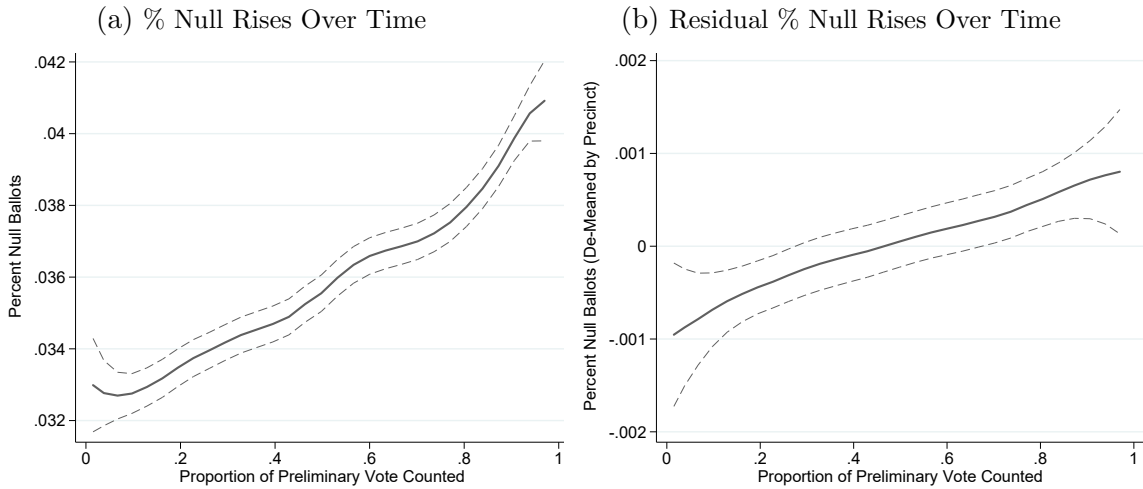 (a) % Null Rises Over Time
Percent Null Ballots
.042
.04
.038
.036
.034
.032
0 .2 .4 .6 .8 1
Proportion of Preliminary Vote Counted
(b) Residual % Null Rises Over Time
Percent Null Ballots (De-Meaned by Precinct)
.002
.001
0
-.001
-.002
0 .2 .4 .6 .8 1
Proportion of Preliminary Vote Counted